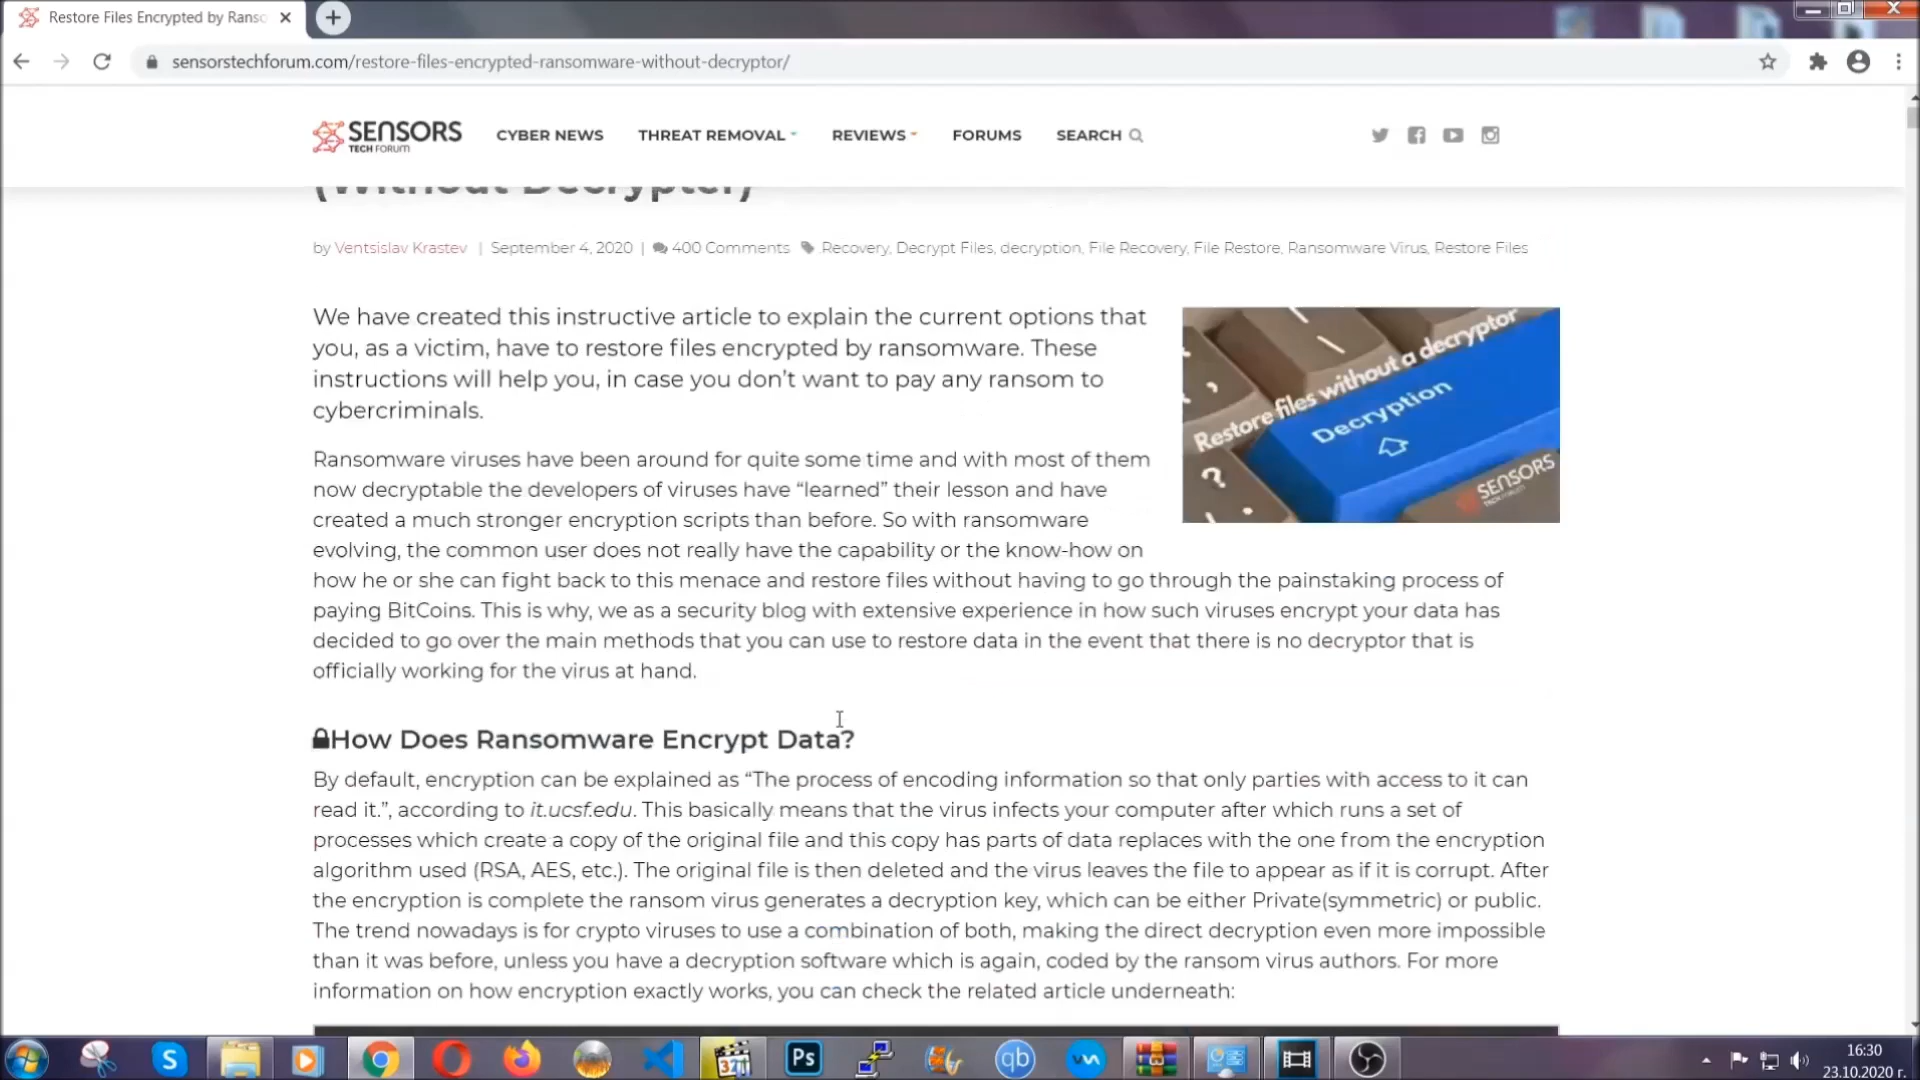 Restore Files Encrypted by Ranso
sensorstechforum.com/restore-files-encrypted-ransomware-without-decryptor/
SENSORS
TECH FORUM
CYBER NEWS THREAT REMOVAL REVIEWS FORUMS SEARCH
(Without Decrypter)
by Ventsislav Krastev | September 4, 2020 | 400 Comments Recovery, Decrypt Files, decryption, File Recovery, File Restore, Ransomware Virus, Restore Files
We have created this instructive article to explain the current options that
you, as a victim, have to restore files encrypted by ransomware. These
instructions will help you, in case you don’t want to pay any ransom to
cybercriminals.
Restore files without a decryptor
Decryption
SENSORS
Ransomware viruses have been around for quite some time and with most of them
now decryptable the developers of viruses have “learned” their lesson and have
created a much stronger encryption scripts than before. So with ransomware
evolving, the common user does not really have the capability or the know-how on
how he or she can fight back to this menace and restore files without having to go through the painstaking process of
paying BitCoins. This is why, we as a security blog with extensive experience in how such viruses encrypt your data has
decided to go over the main methods that you can use to restore data in the event that there is no decryptor that is
officially working for the virus at hand.
How Does Ransomware Encrypt Data?
By default, encryption can be explained as “The process of encoding information so that only parties with access to it can
read it.”, according to it.ucsf.edu. This basically means that the virus infects your computer after which runs a set of
processes which create a copy of the original file and this copy has parts of data replaces with the one from the encryption
algorithm used (RSA, AES, etc.). The original file is then deleted and the virus leaves the file to appear as if it is corrupt. After
the encryption is complete the ransom virus generates a decryption key, which can be either Private(symmetric) or public.
The trend nowadays is for crypto viruses to use a combination of both, making the direct decryption even more impossible
than it was before, unless you have a decryption software which is again, coded by the ransom virus authors. For more
information on how encryption exactly works, you can check the related article underneath:
S
321
Ps
qb
16:30
23.10.2020 г.